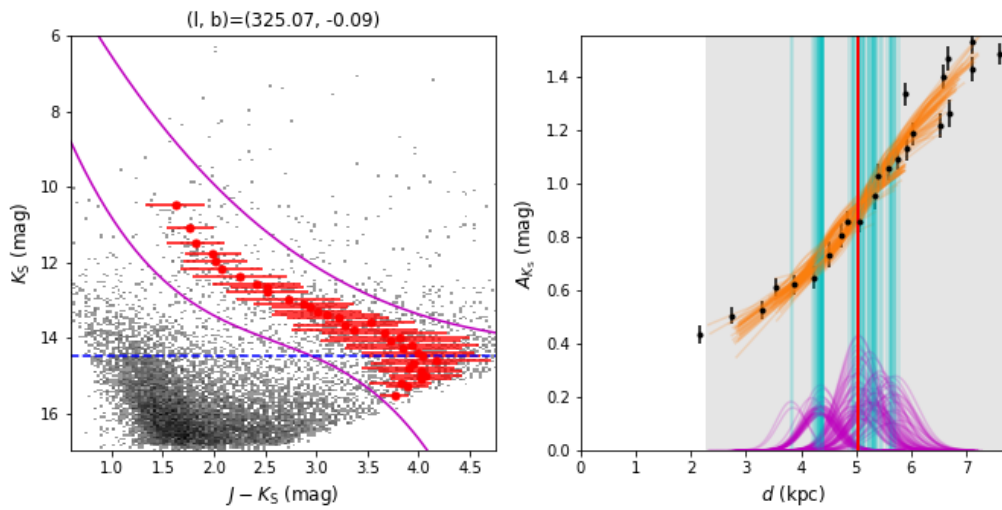 (l, b)=(325.07, -0.09)
6
8
10
12
14
16
K_S (mag)
1.0 1.5 2.0 2.5 3.0 3.5 4.0 4.5
J − K_S (mag)
1.4
1.2
1.0
0.8
0.6
0.4
0.2
0.0
A_{K_S} (mag)
0 1 2 3 4 5 6 7
d (kpc)